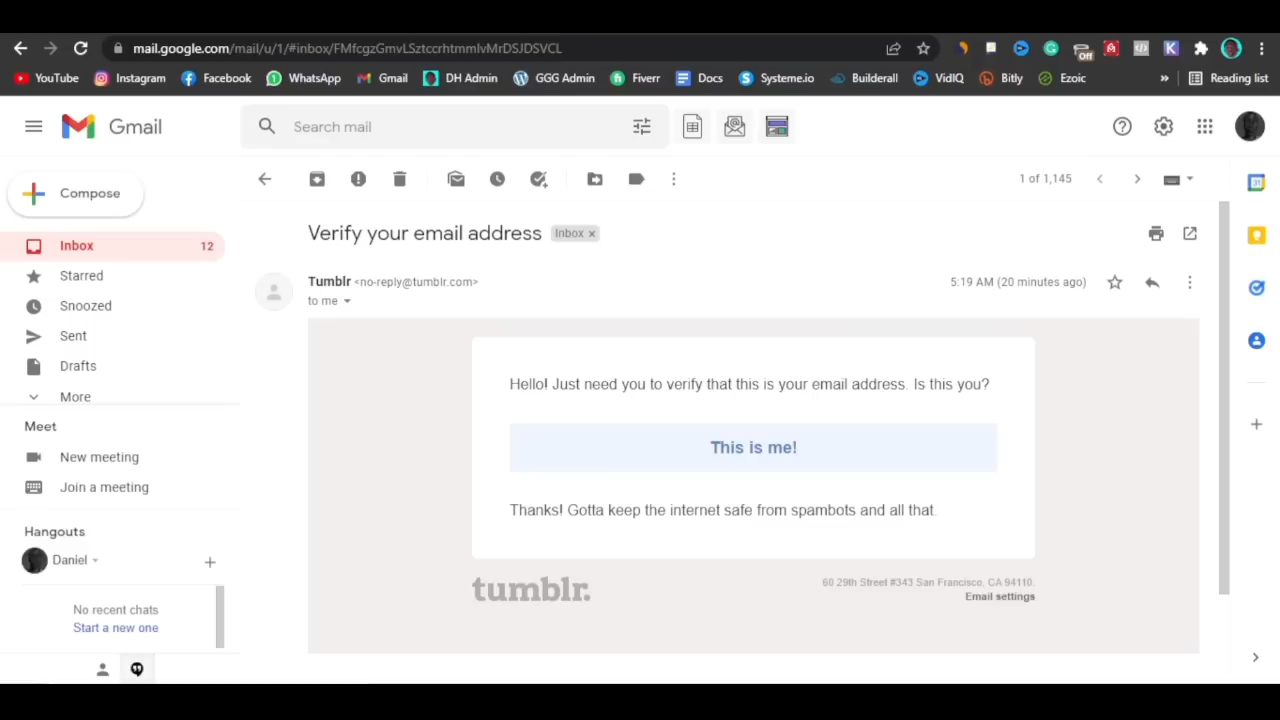 mail.google.com/mail/u/1/#inbox/FMfcgzGmvLSztccrhtmmlvMrDSJDSVCL
Off
YouTube Instagram Facebook WhatsApp Gmail DH Admin GGG Admin Fiverr Docs Systeme.io Builderall VidIQ Bitly Ezoic » Reading list
Gmail
Search mail
Compose
1 of 1,145
31
Verify your email address Inbox x
Inbox 12
Starred
Tumblr <no-reply@tumblr.com> 5:19 AM (20 minutes ago)
to me
Snoozed
Sent
Drafts
More
Hello! Just need you to verify that this is your email address. Is this you?
This is me!
Thanks! Gotta keep the internet safe from spambots and all that.
tumblr.
60 29th Street #343 San Francisco, CA 94110.
Email settings
Meet
New meeting
Join a meeting
Hangouts
Daniel
No recent chats
Start a new one